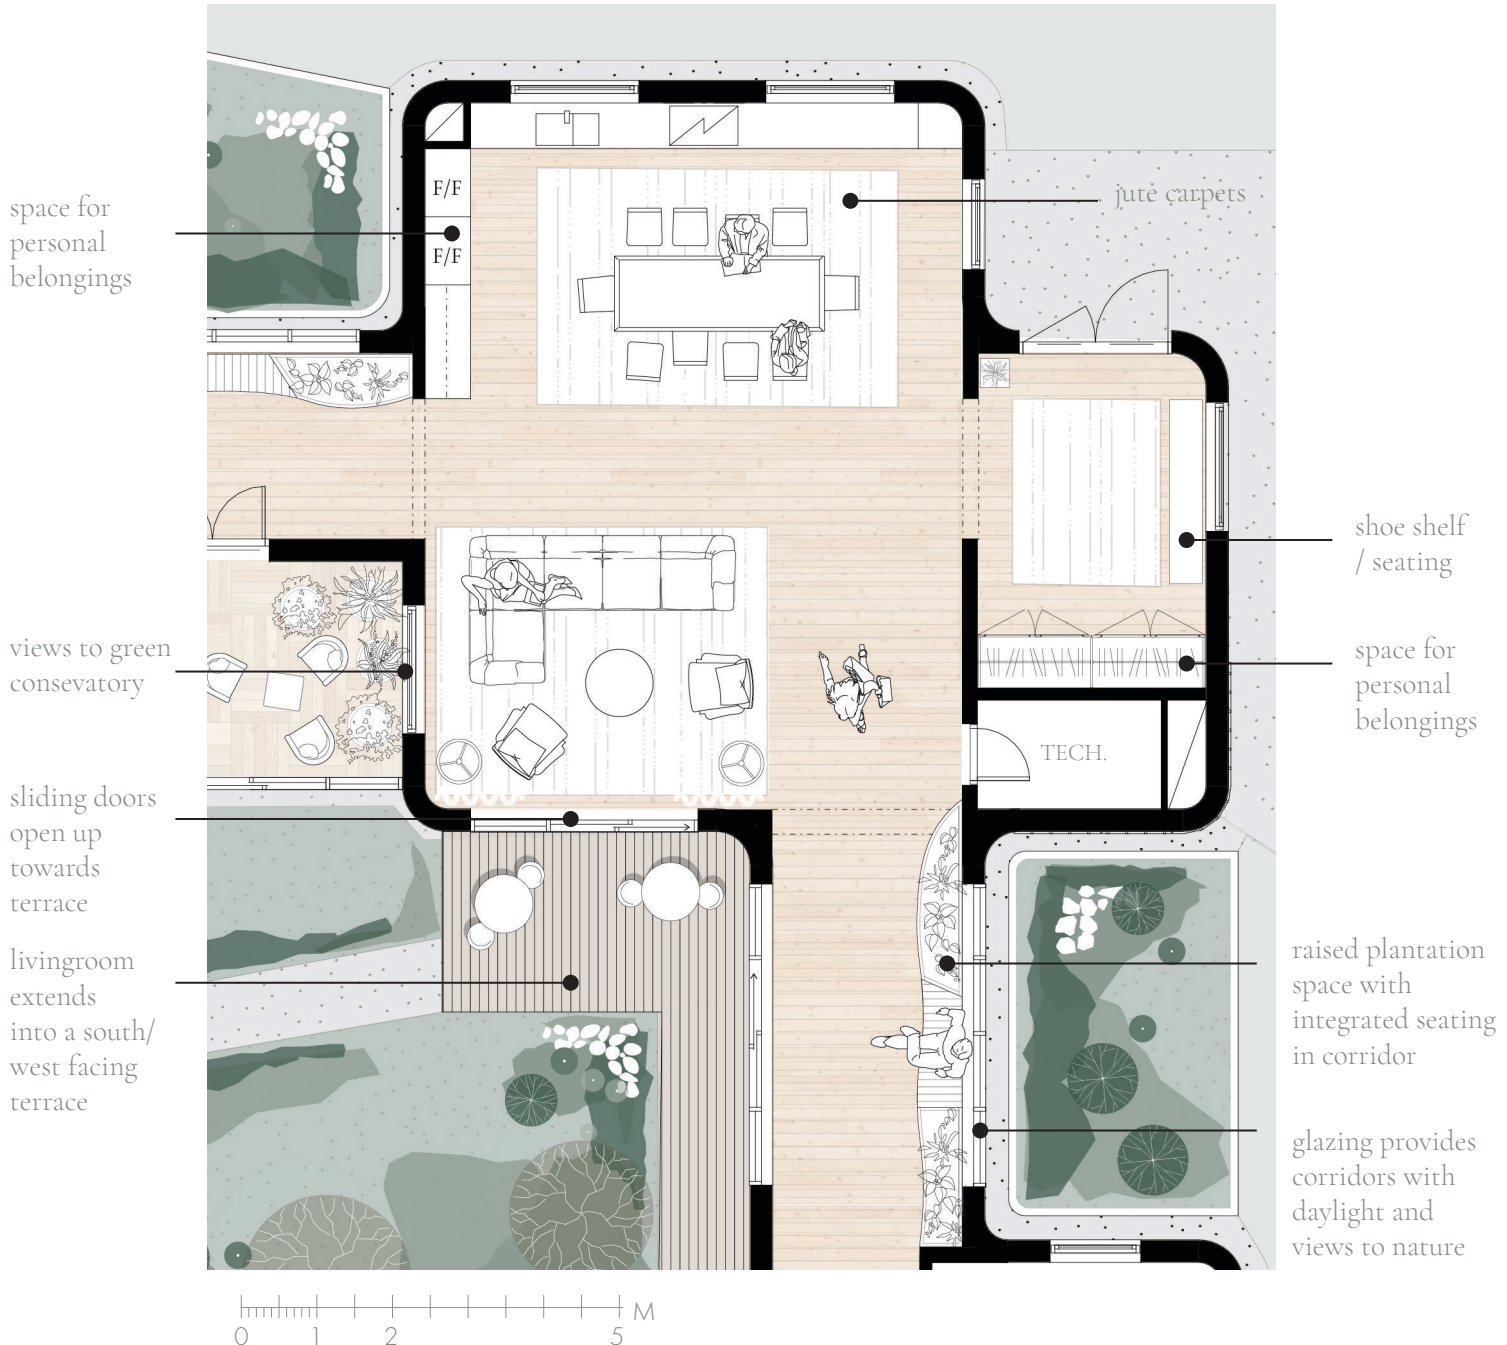 space for
personal
belongings
F/F
F/F
jute carpets
shoe shelf
/ seating
views to green
consevatory
space for
personal
belongings
TECH.
sliding doors
open up
towards
terrace
livingroom
extends
into a south/
west facing
terrace
raised plantation
space with
integrated seating
in corridor
glazing provides
corridors with
daylight and
views to nature
M
0 1 2 5